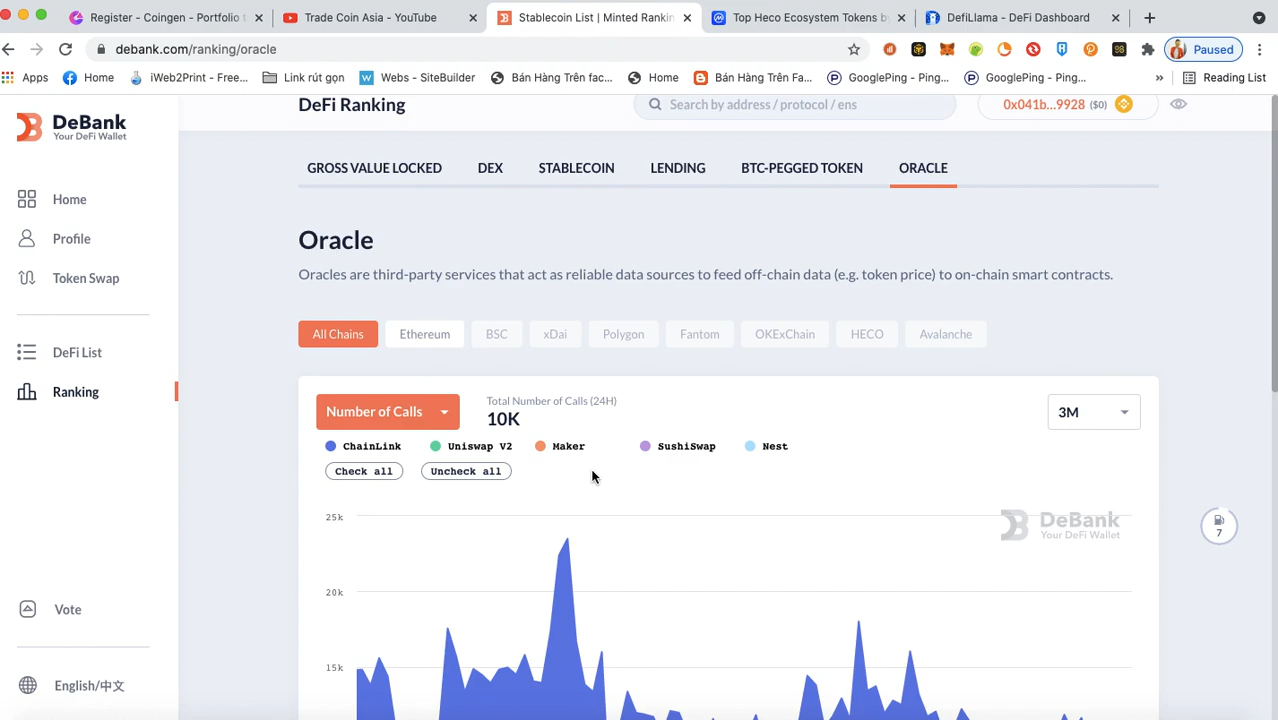 Register – Coingen - Portfolio t
Trade Coin Asia - YouTube
Stablecoin List | Minted Rankin
Top Heco Ecosystem Tokens by
DefiLlama - DeFi Dashboard
debank.com/ranking/oracle
Paused
Apps
Home
iWeb2Print - Free...
Link rút gọn
Webs - SiteBuilder
Bán Hàng Trên fac...
Home
Bán Hàng Trên Fa...
GooglePing - Ping...
GooglePing - Ping...
»
Reading List
DeBank
Your DeFi Wallet
DeFi Ranking
Search by address / protocol / ens
0x041b...9928 ($0)
Home
Profile
Token Swap
DeFi List
Ranking
Vote
English/中文
GROSS VALUE LOCKED
DEX
STABLECOIN
LENDING
BTC-PEGGED TOKEN
ORACLE
Oracle
Oracles are third-party services that act as reliable data sources to feed off-chain data (e.g. token price) to on-chain smart contracts.
All Chains
Ethereum
BSC
xDai
Polygon
Fantom
OKExChain
HECO
Avalanche
Number of Calls
Total Number of Calls (24H)
10K
3M
ChainLink
Uniswap V2
Maker
SushiSwap
Nest
Check all
Uncheck all
25k
20k
15k
DeBank
Your DeFi Wallet
7